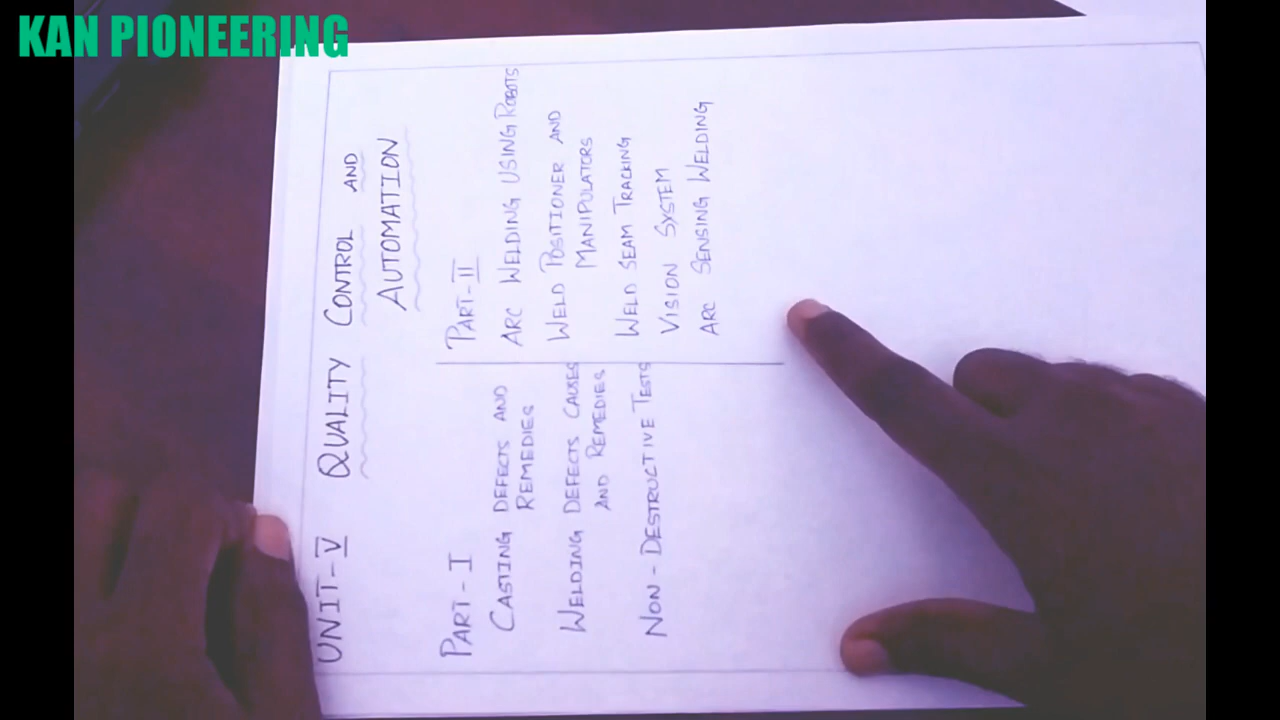 KAN PIONEERING
UNIT-V QUALITY CONTROL AND
AUTOMATION
PART-I
CASTING DEFECTS AND
REMEDIES
WELDING DEFECTS CAUSES
AND REMEDIES
NON-DESTRUCTIVE TESTS
PART-II
ARC WELDING USING ROBOTS
WELD POSITIONER AND
MANIPULATORS
WELD SEAM TRACKING
VISION SYSTEM
ARC SENSING WELDING